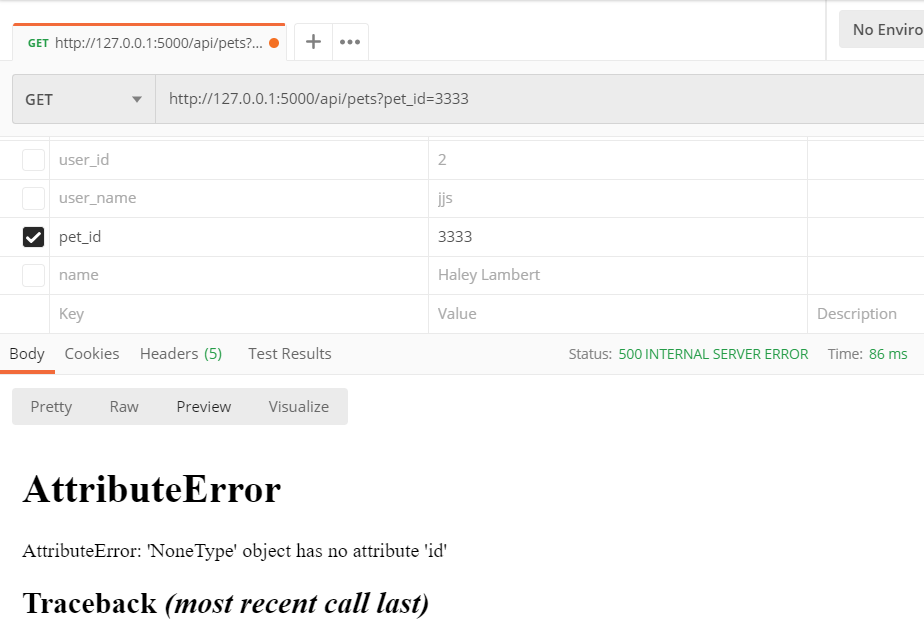 GET http://127.0.0.1:5000/api/pets?...
No Enviro
GET http://127.0.0.1:5000/api/pets?pet_id=3333
user_id 2
user_name jjs
pet_id 3333
name Haley Lambert
Key Value Description
Body Cookies Headers (5) Test Results Status: 500 INTERNAL SERVER ERROR Time: 86 ms
Pretty Raw Preview Visualize
AttributeError
AttributeError: 'NoneType' object has no attribute 'id'
Traceback (most recent call last)